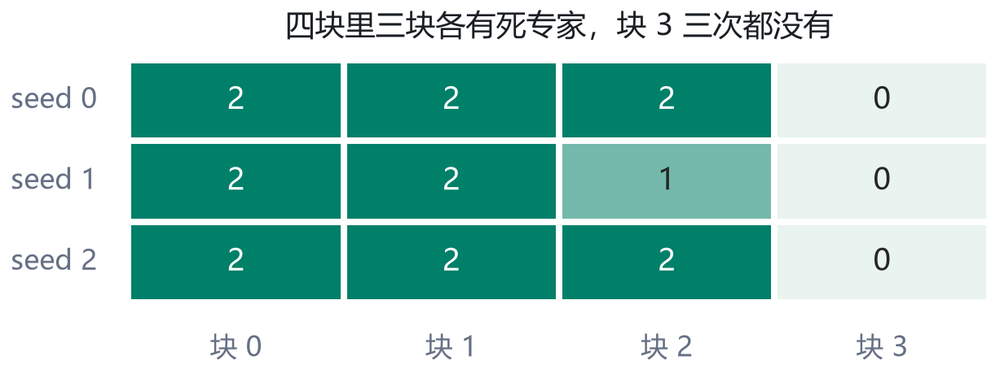 四块里三块各有死专家，块 3 三次都没有
seed 0 2 2 2 0
seed 1 2 2 1 0
seed 2 2 2 2 0
块 0 块 1 块 2 块 3